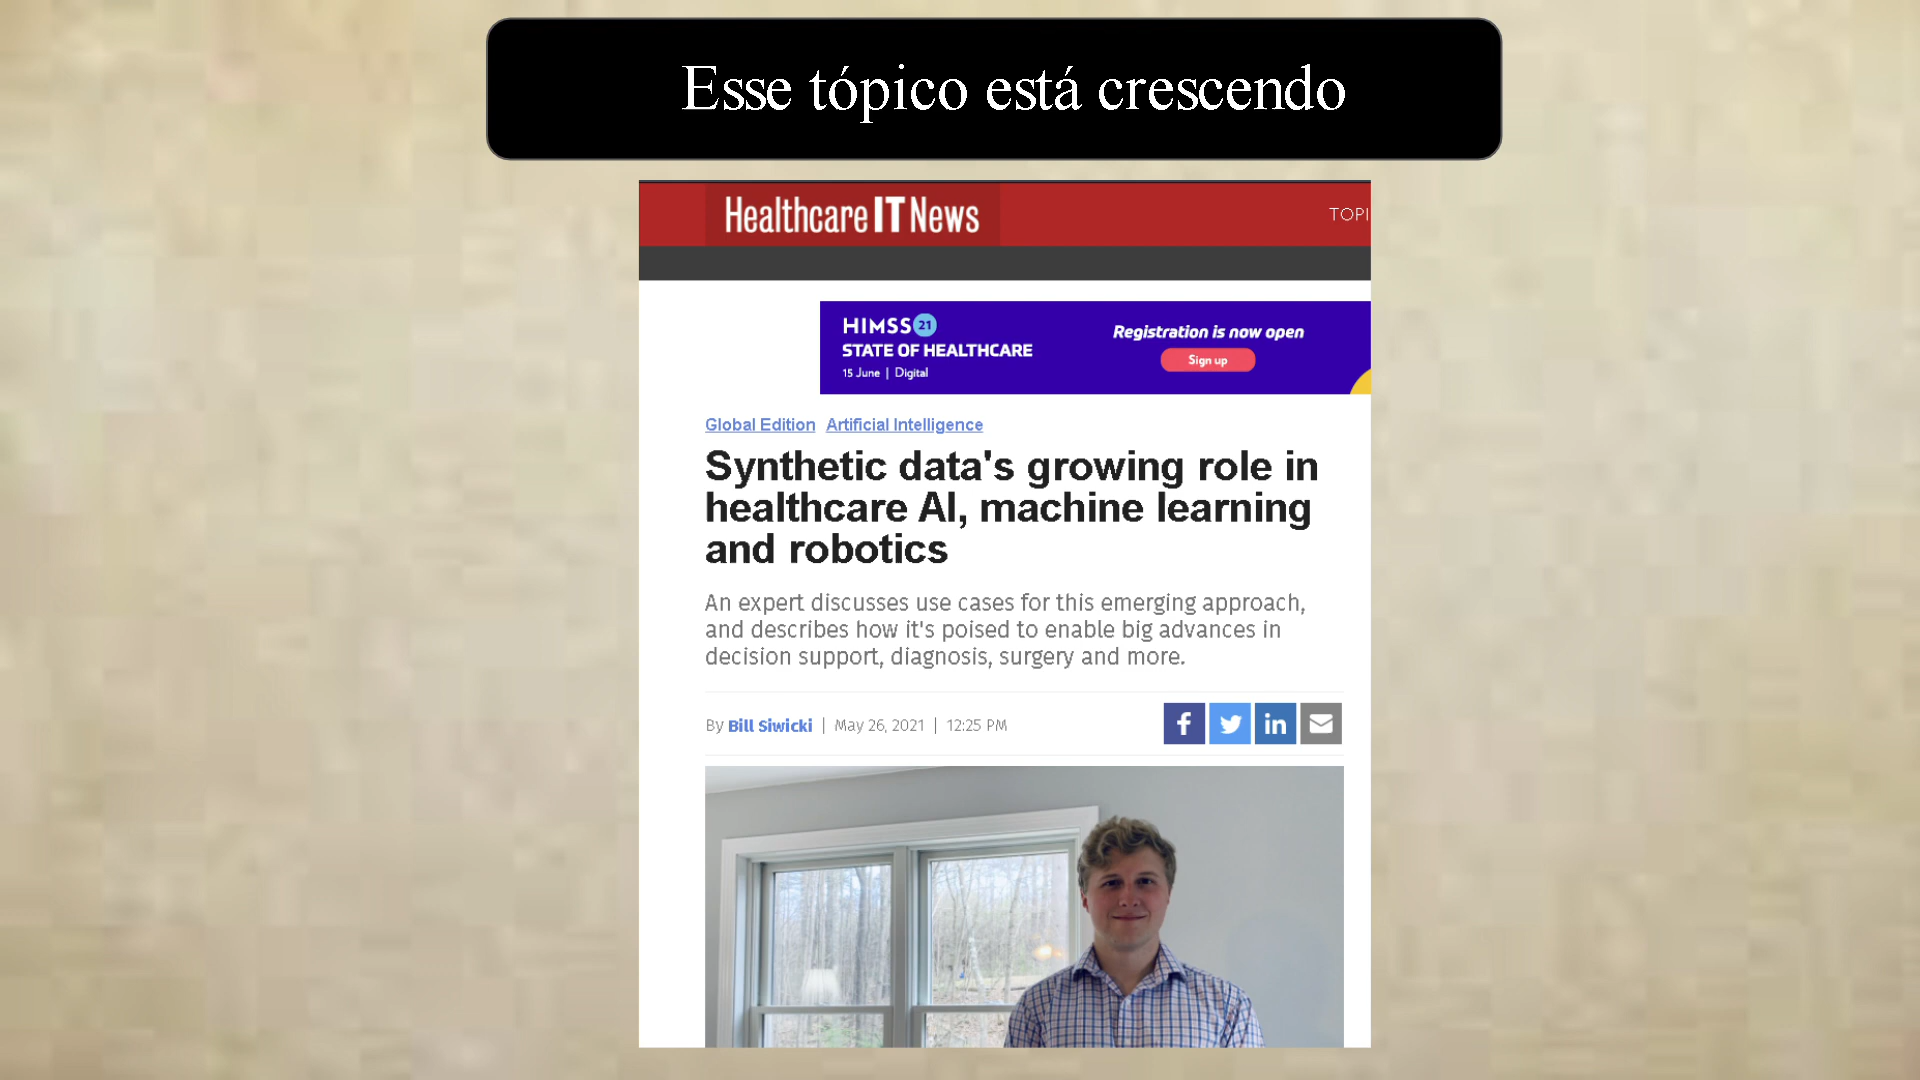 Esse tópico está crescendo
Healthcare IT News
TOPI
HIMSS21
STATE OF HEALTHCARE
15 June | Digital
Registration is now open
Sign up
Global Edition Artificial Intelligence
Synthetic data's growing role in
healthcare AI, machine learning
and robotics
An expert discusses use cases for this emerging approach,
and describes how it's poised to enable big advances in
decision support, diagnosis, surgery and more.
By Bill Siwicki | May 26, 2021 | 12:25 PM